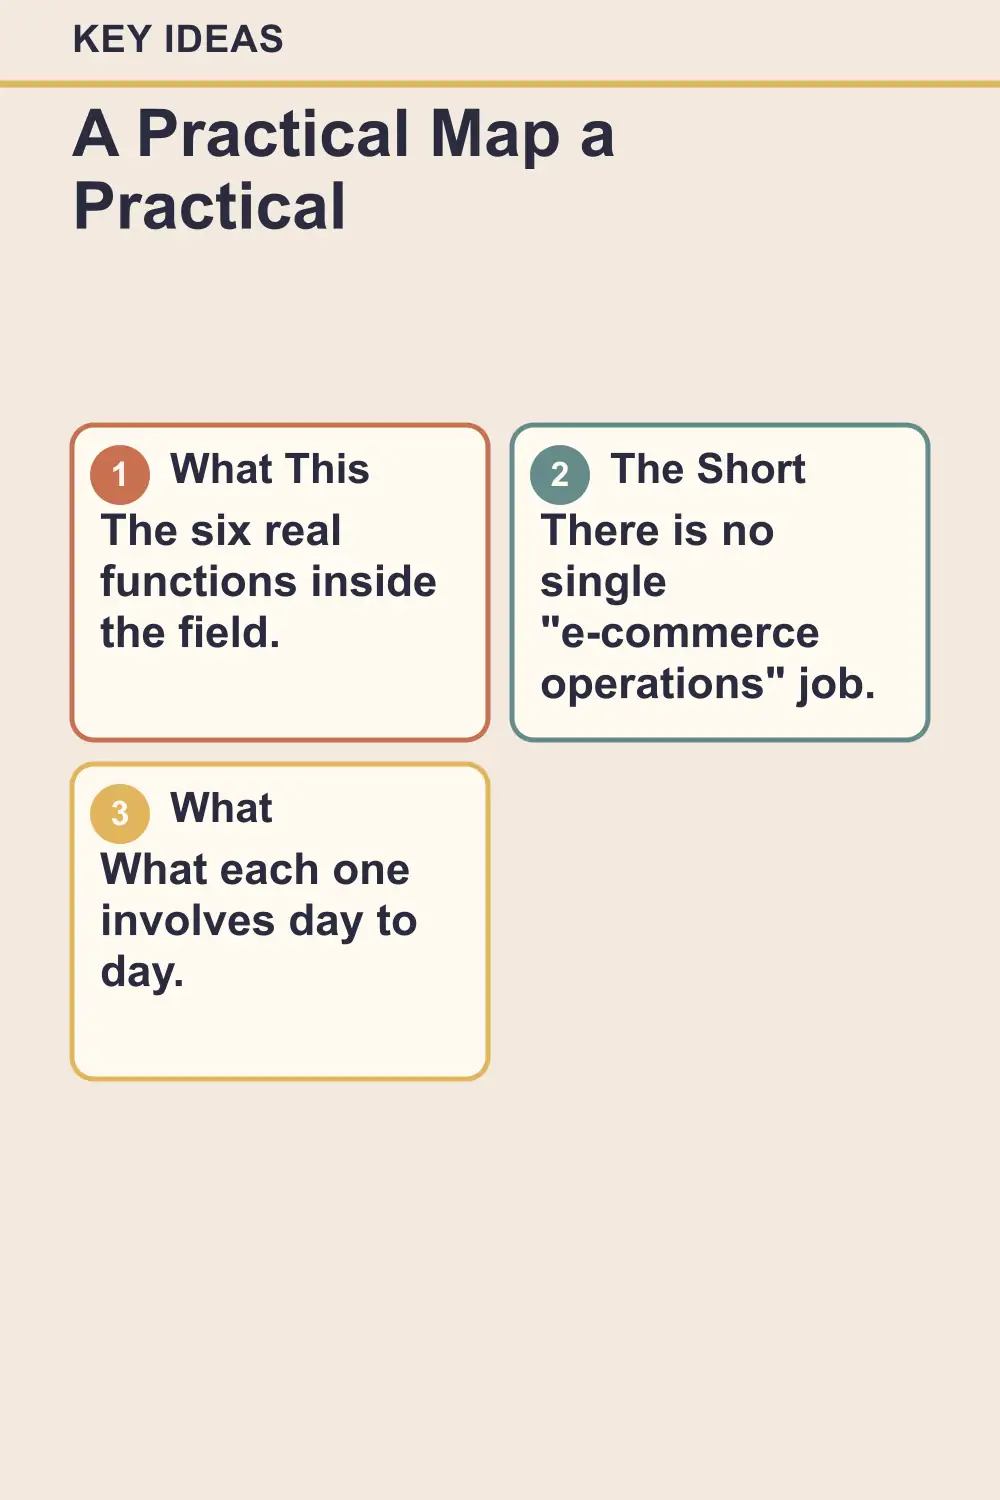 KEY IDEAS
A Practical Map a
Practical
1 What This
The six real
functions inside
the field.
2 The Short
There is no
single
"e-commerce
operations" job.
3 What
What each one
involves day to
day.